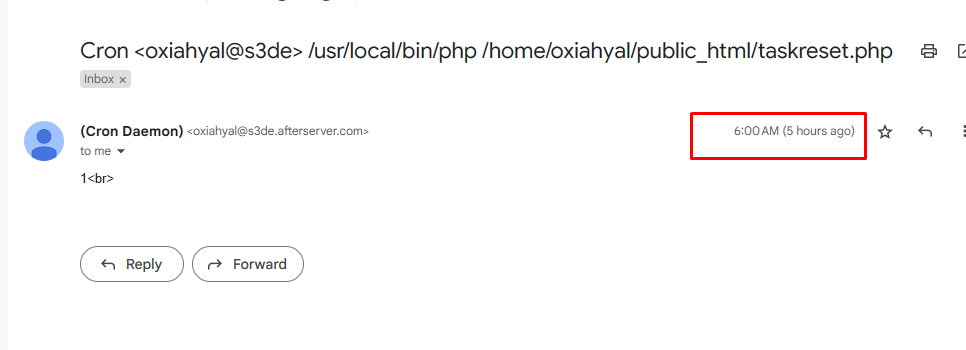 Cron <oxiahyal@s3de> /usr/local/bin/php /home/oxiahyal/public_html/taskreset.php
Inbox ×
(Cron Daemon) <oxiahyal@s3de.afterserver.com>
6:00 AM (5 hours ago)
to me
1<br>
Reply
Forward